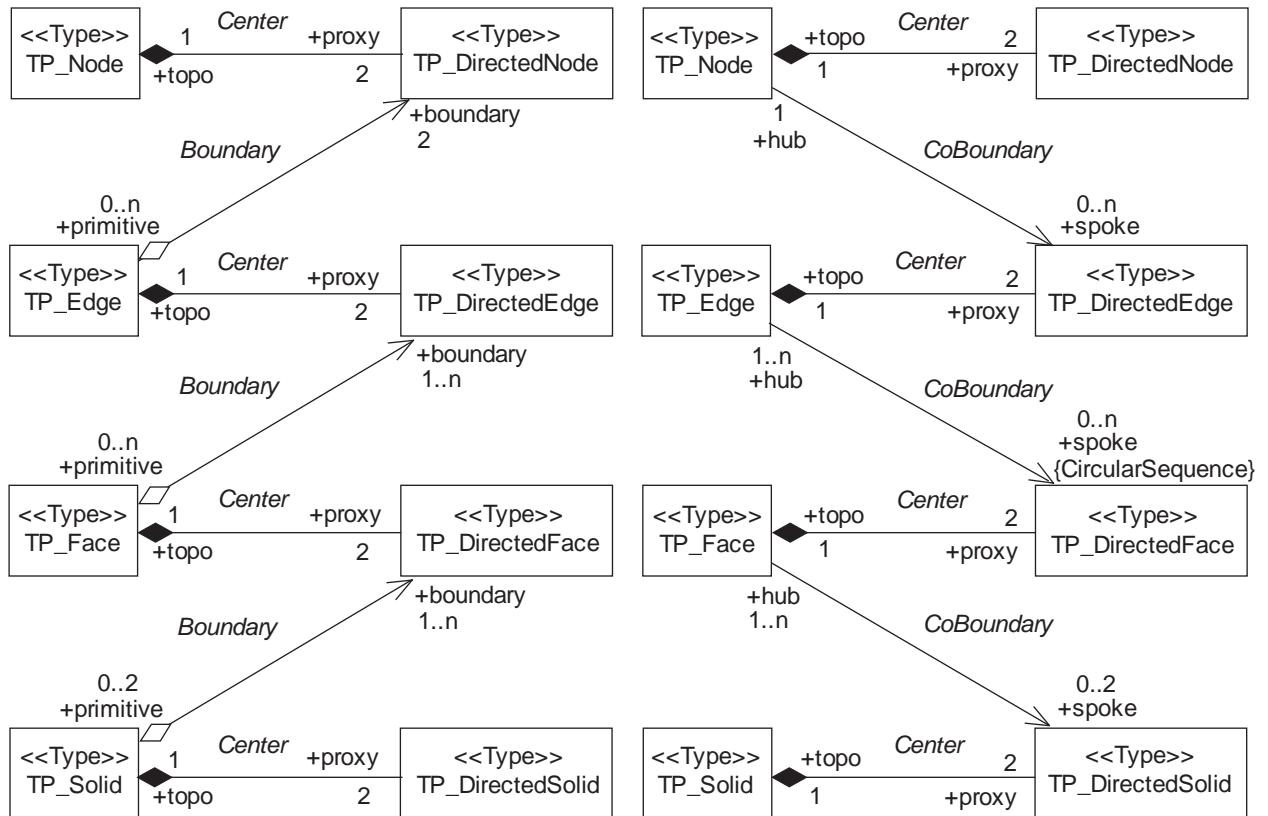 <<Type>>
TP_Node
1
Center
+proxy
+topo
2
<<Type>>
TP_DirectedNode
+boundary
2
Boundary
0..n
+primitive
<<Type>>
TP_Edge
1
Center
+proxy
+topo
2
<<Type>>
TP_DirectedEdge
+boundary
1..n
Boundary
0..n
+primitive
<<Type>>
TP_Face
1
Center
+proxy
+topo
2
<<Type>>
TP_DirectedFace
+boundary
1..n
Boundary
0..2
+primitive
<<Type>>
TP_Solid
1
Center
+proxy
+topo
2
<<Type>>
TP_DirectedSolid
<<Type>>
TP_Node
+topo
Center
2
1
+proxy
<<Type>>
TP_DirectedNode
1
+hub
CoBoundary
0..n
+spoke
<<Type>>
TP_Edge
+topo
Center
2
1
+proxy
<<Type>>
TP_DirectedEdge
1..n
+hub
CoBoundary
0..n
+spoke
{CircularSequence}
<<Type>>
TP_Face
+topo
Center
2
1
+proxy
<<Type>>
TP_DirectedFace
+hub
1..n
CoBoundary
0..2
+spoke
<<Type>>
TP_Solid
+topo
Center
2
1
+proxy
<<Type>>
TP_DirectedSolid